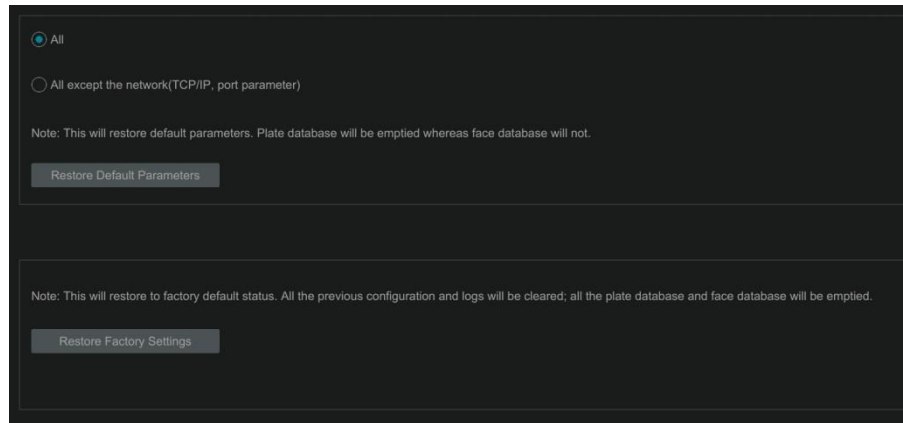 All
All except the network(TCP/IP, port parameter)
Note: This will restore default parameters. Plate database will be emptied whereas face database will not.
Restore Default Parameters
Note: This will restore to factory default status. All the previous configuration and logs will be cleared; all the plate database and face database will be emptied.
Restore Factory Settings